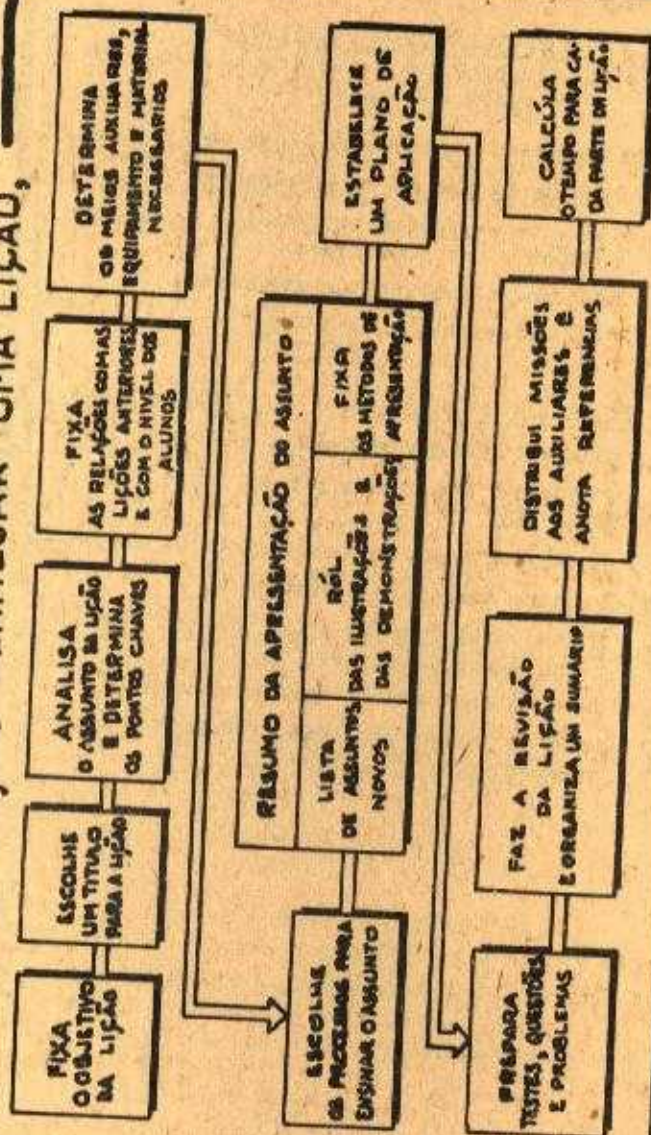 UMA LIÇÃO,
FIXA
O OBJETIVO
DA LIÇÃO
ESCOLHE
UM TITULO
PARA A LIÇÃO
ANALISA
O ASSUNTO DA LIÇÃO
E DETERMINA
OS PONTOS CHAVES
FIXA
AS RELAÇÕES COM AS
LIÇÕES ANTERIORES
E COM O NIVEL DOS
ALUNOS
DETERMINA
OS MEIOS AUXILIARES,
EQUIPAMENTO E MATERIAL
NECESSARIOS
ESCOLHE
OS PROCESSOS PARA
ENSINAR O ASSUNTO
RESUMO DA APRESENTAÇÃO DO ASSUNTO
LISTA
DE ASSUNTOS
NOVOS
RÓL
DAS ILUSTRAÇÕES E
DAS DEMONSTRAÇÕES
FIXA
OS METODOS DE
APRESENTAÇÃO
ESTABELECE
UM PLANO DE
APLICAÇÃO
PREPARA
TESTES, QUESTÕES
E PROBLEMAS
FAZ A REVISÃO
DA LIÇÃO
E ORGANIZA UM SUMARIO
DISTRIBUI MISSÕES
AOS AUXILIARES E
ANOTA REFERENCIAS
CALCÚLA
O TEMPO PARA CA-
DA PARTE DA LIÇÃO